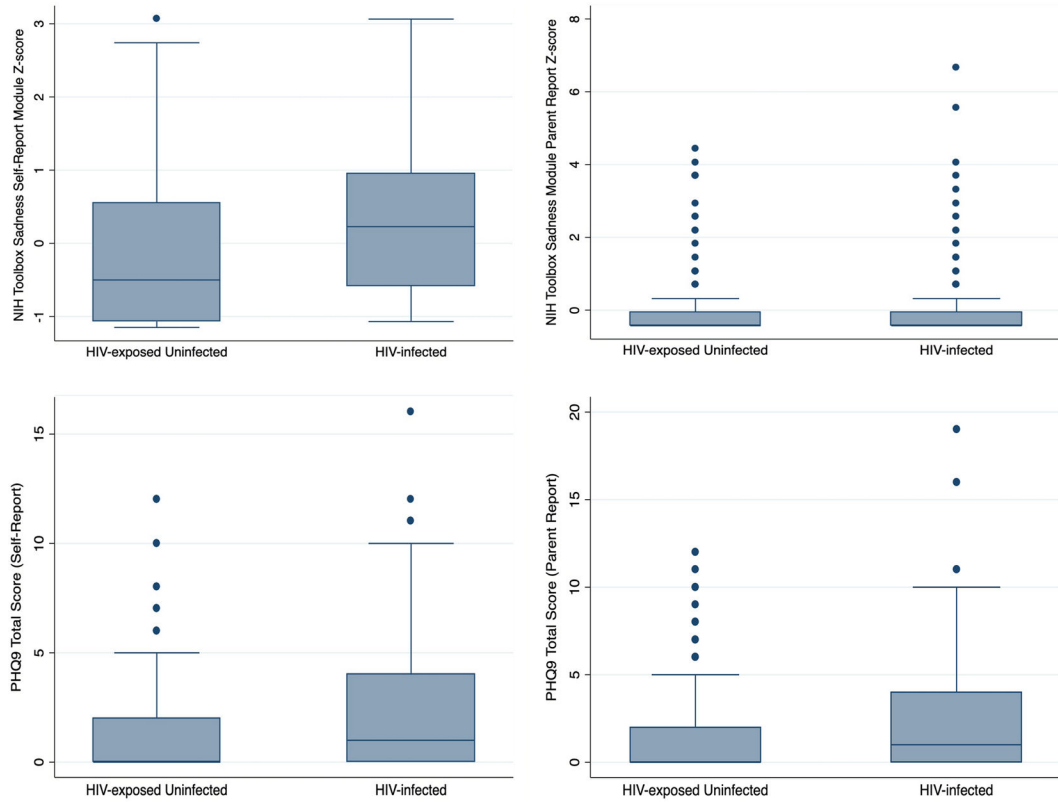 NIH Toolbox Sadness Self-Report Module Z-score
3
2
1
0
-1
HIV-exposed Uninfected HIV-infected
NIH Toolbox Sadness Module Parent Report Z-score
8
6
4
2
0
HIV-exposed Uninfected HIV-infected
PHQ9 Total Score (Self-Report)
15
10
5
0
HIV-exposed Uninfected HIV-infected
PHQ9 Total Score (Parent Report)
20
15
10
5
0
HIV-exposed Uninfected HIV-infected